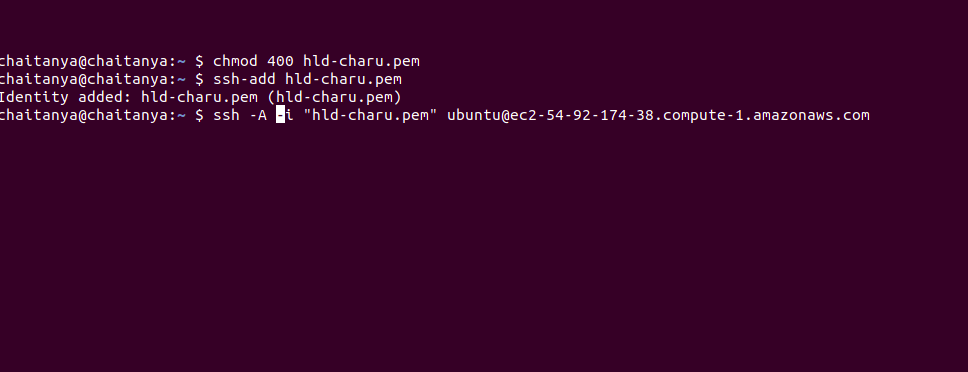 chaitanya@chaitanya:~ $ chmod 400 hld-charu.pem
chaitanya@chaitanya:~ $ ssh-add hld-charu.pem
Identity added: hld-charu.pem (hld-charu.pem)
chaitanya@chaitanya:~ $ ssh -A -i "hld-charu.pem" ubuntu@ec2-54-92-174-38.compute-1.amazonaws.com